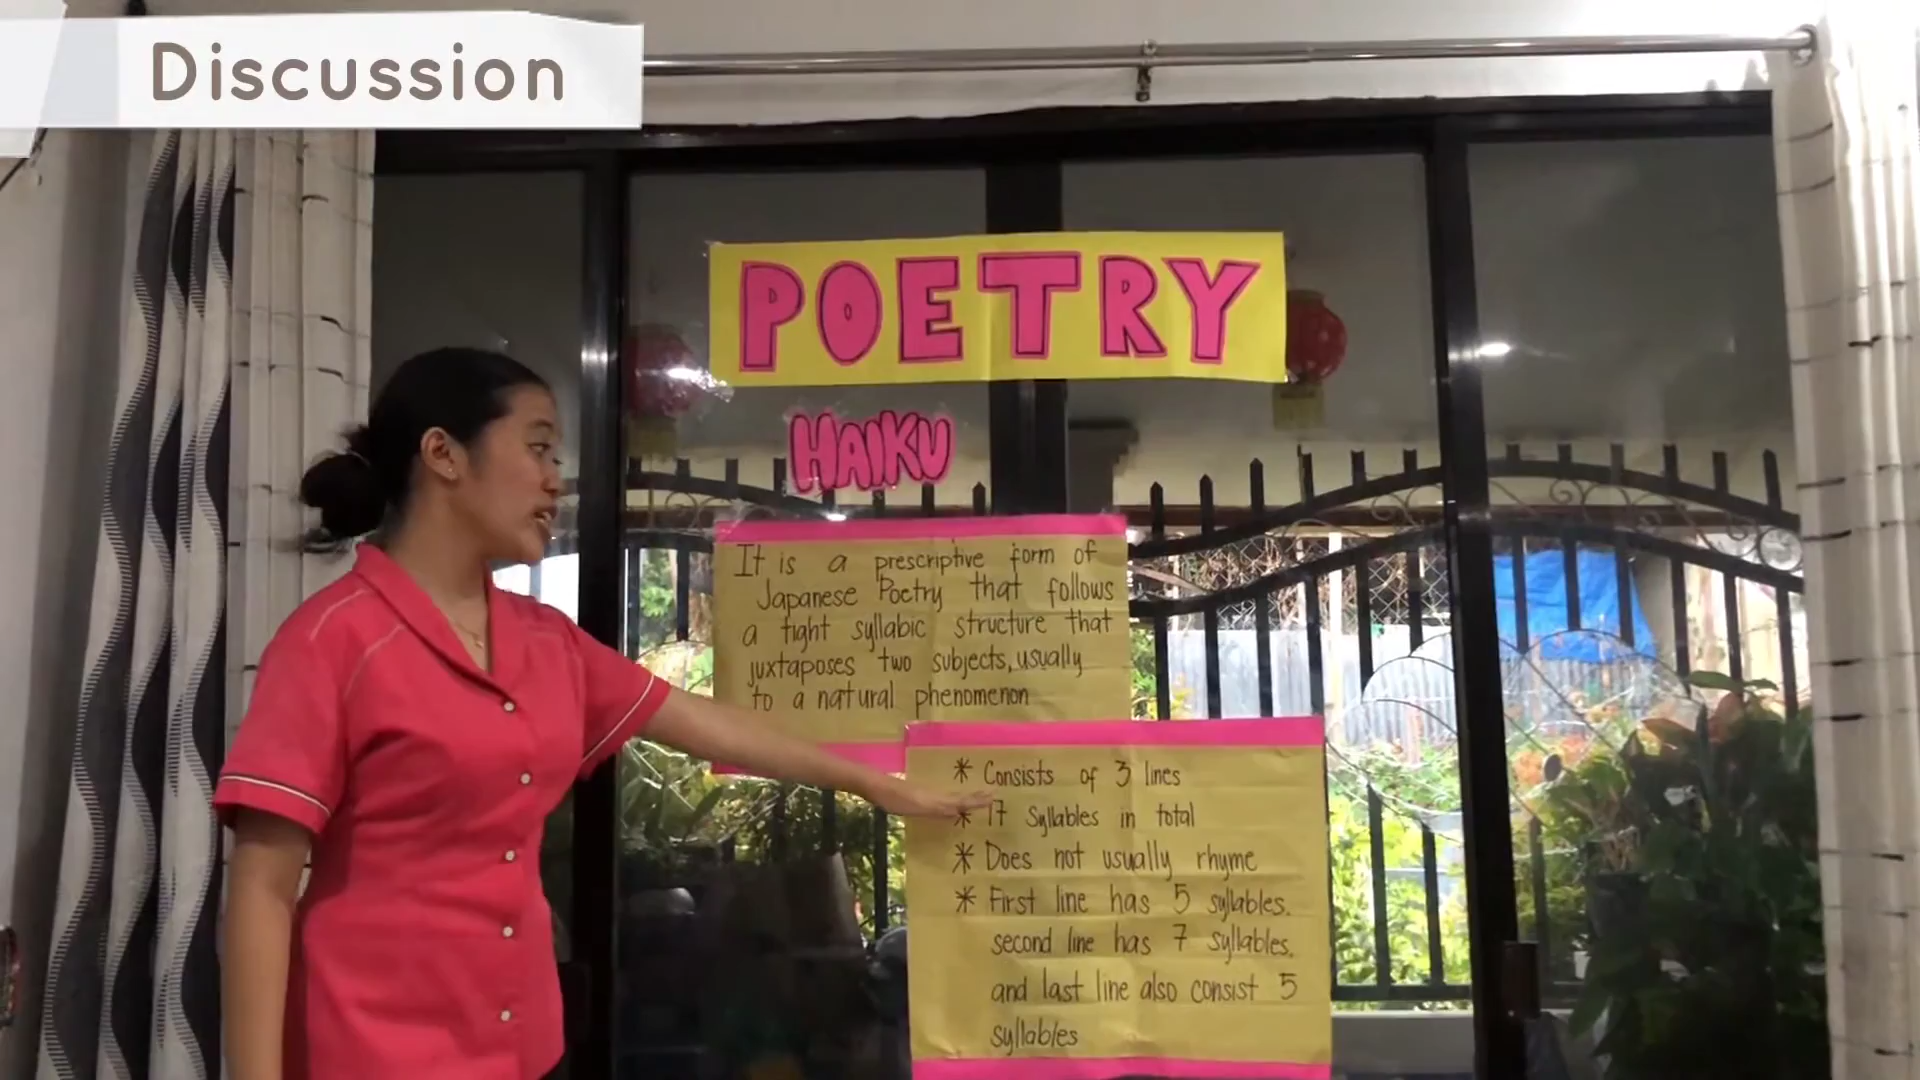 Discussion
POETRY
HAIKU
It is a prescriptive form of
Japanese Poetry that follows
a tight syllabic structure that
juxtaposes two subjects, usually
to a natural phenomenon
* Consists of 3 lines
* 17 Syllables in total
* Does not usually rhyme
* First line has 5 syllables.
second line has 7 syllables.
and last line also consist 5
syllables